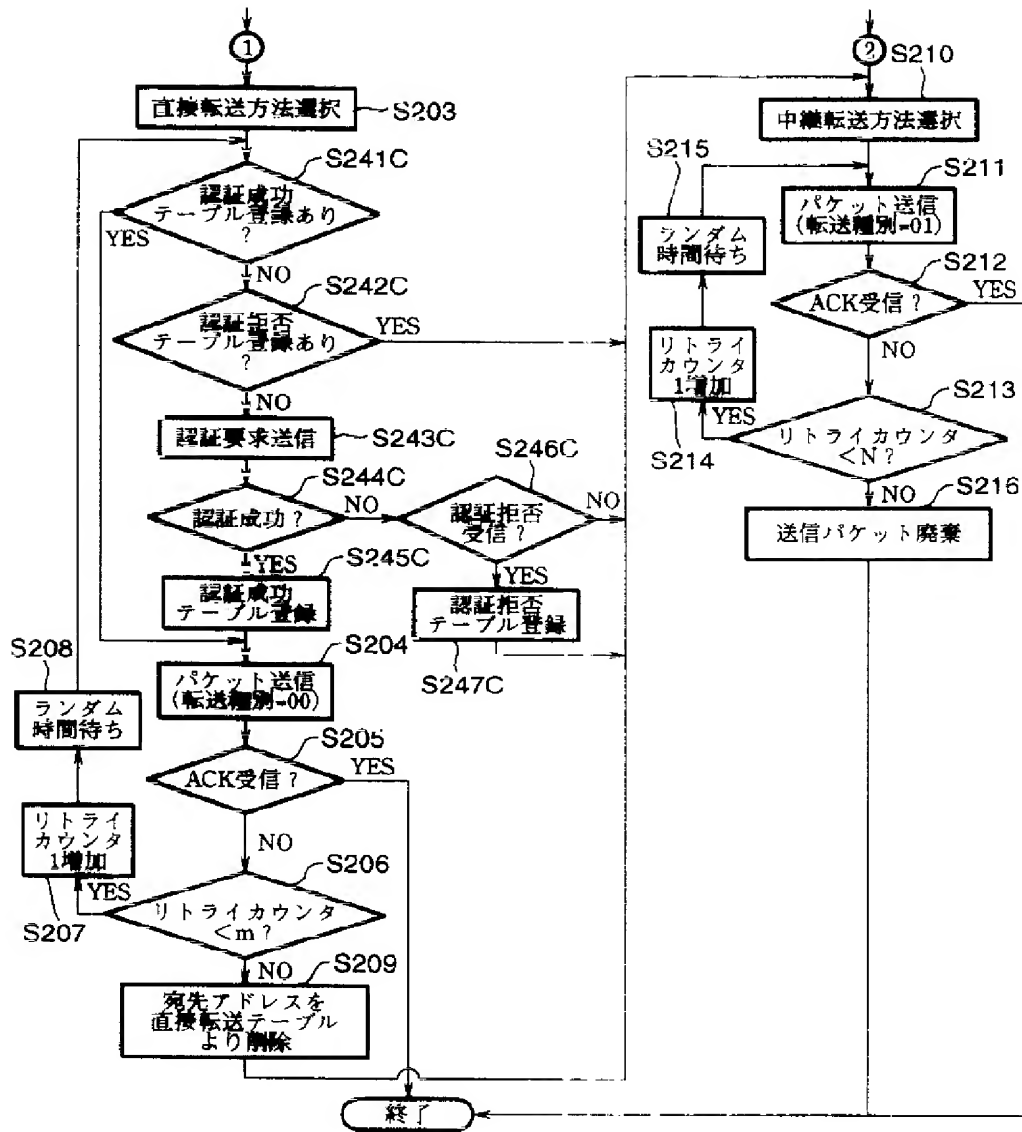 ①
直接転送方法選択
S203
S241C
認証成功
テーブル登録あり
?
YES
NO
S242C
認証拒否
テーブル登録あり
?
YES
NO
認証要求送信
S243C
S244C
認証成功?
NO
S246C
認証拒否
受信?
NO
YES
S245C
認証成功
テーブル登録
YES
認証拒否
テーブル登録
S247C
S204
パケット送信
(転送種別=00)
S208
ランダム
時間待ち
S205
ACK受信?
YES
NO
リトライ
カウンタ
1増加
S207
YES
S206
リトライカウンタ
<m?
NO
S209
宛先アドレスを
直接転送テーブル
より削除
終了
②
S210
中継転送方法選択
S215
ランダム
時間待ち
S211
パケット送信
(転送種別=01)
S212
ACK受信?
YES
NO
リトライ
カウンタ
1増加
S214
YES
S213
リトライカウンタ
<N?
NO
S216
送信パケット廃棄